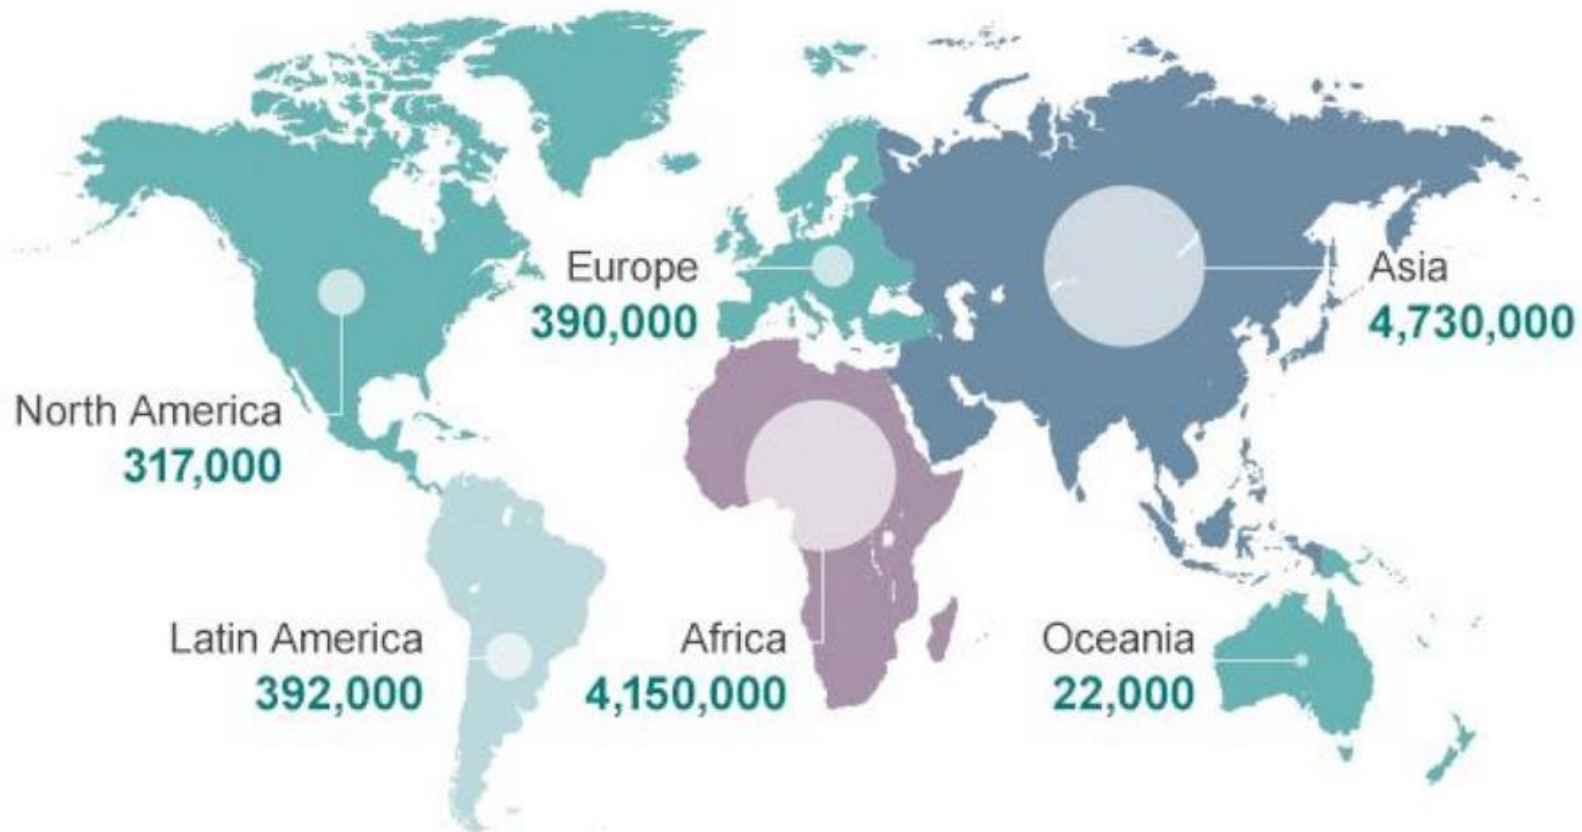 Europe
390,000
Asia
4,730,000
North America
317,000
Latin America
392,000
Africa
4,150,000
Oceania
22,000